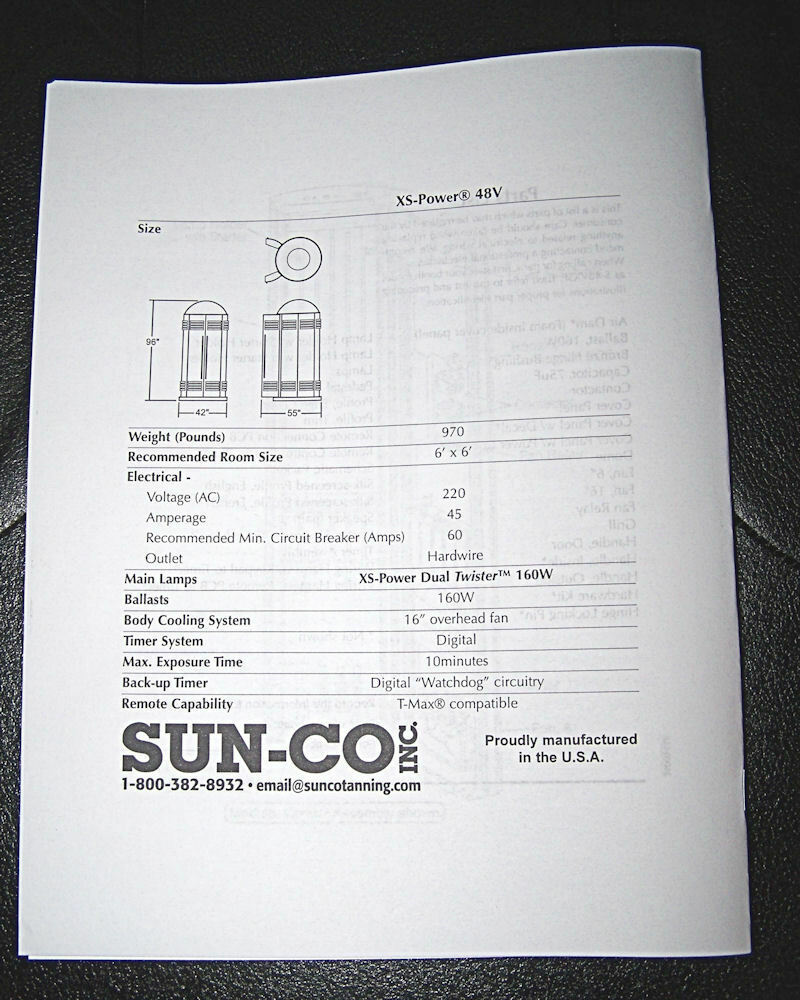 XS-Power® 48V
Size
96"
42"
55"
Weight (Pounds) 970
Recommended Room Size 6' x 6'
Electrical -
Voltage (AC) 220
Amperage 45
Recommended Min. Circuit Breaker (Amps) 60
Outlet Hardwire
Main Lamps XS-Power Dual Twister™ 160W
Ballasts 160W
Body Cooling System 16" overhead fan
Timer System Digital
Max. Exposure Time 10minutes
Back-up Timer Digital “Watchdog” circuitry
Remote Capability T-Max® compatible
SUN-CO INC.
Proudly manufactured
in the U.S.A.
1-800-382-8932 • email@suncotanning.com